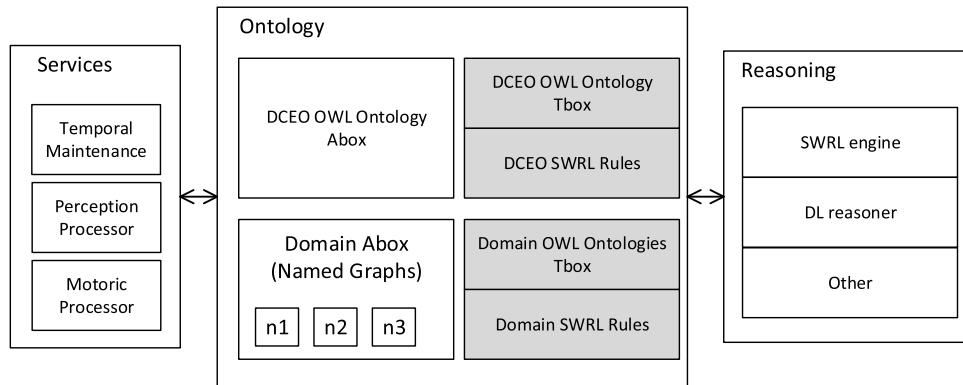 Services
Temporal
Maintenance
Perception
Processor
Motoric
Processor
Ontology
DCEO OWL Ontology
Abox
DCEO OWL Ontology
Tbox
DCEO SWRL Rules
Domain Abox
(Named Graphs)
n1 n2 n3
Domain OWL Ontologies
Tbox
Domain SWRL Rules
Reasoning
SWRL engine
DL reasoner
Other